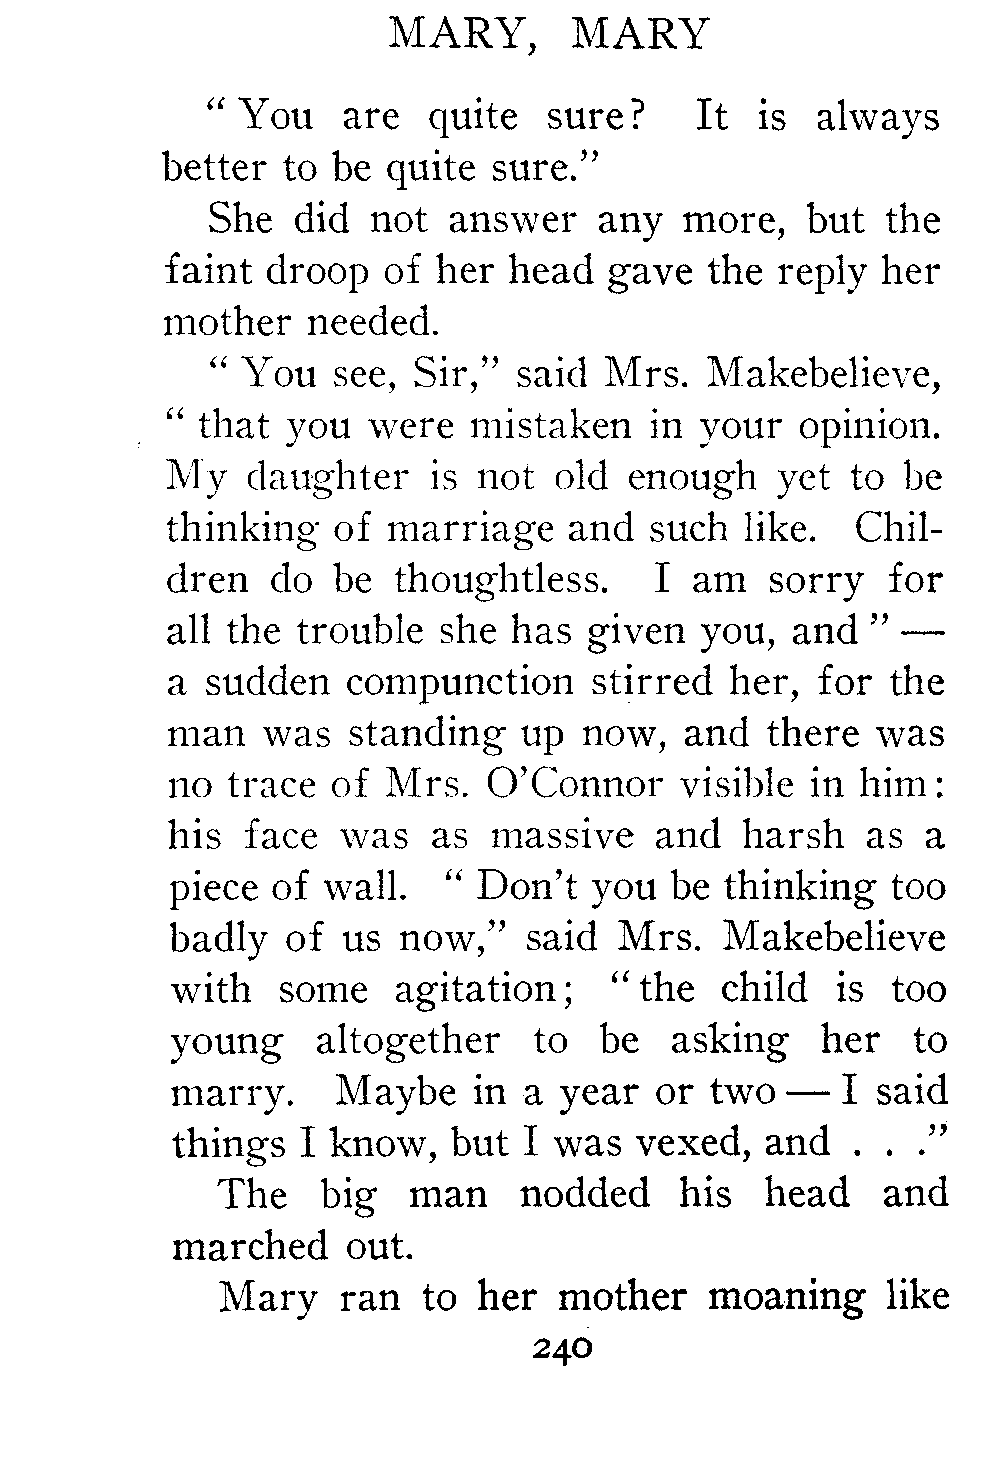 MARY, MARY
“ You are quite sure? It is always
better to be quite sure.”
She did not answer any more, but the
faint droop of her head gave the reply her
mother needed.
“ You see, Sir,” said Mrs. Makebelieve,
“ that you were mistaken in your opinion.
My daughter is not old enough yet to be
thinking of marriage and such like. Chil-
dren do be thoughtless. I am sorry for
all the trouble she has given you, and ” —
a sudden compunction stirred her, for the
man was standing up now, and there was
no trace of Mrs. O’Connor visible in him:
his face was as massive and harsh as a
piece of wall. “ Don’t you be thinking too
badly of us now,” said Mrs. Makebelieve
with some agitation; “ the child is too
young altogether to be asking her to
marry. Maybe in a year or two — I said
things I know, but I was vexed, and . . .”
The big man nodded his head and
marched out.
Mary ran to her mother moaning like
240